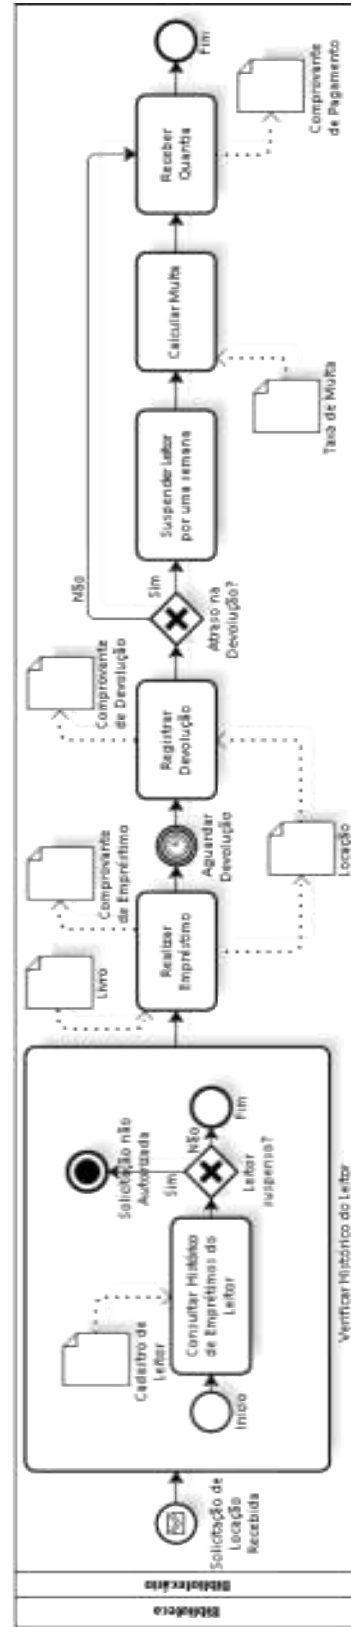 Biblioteca
Bibliotecário
Solicitação de
Locação
Recebida
Verificar Histórico do Leitor
Início
Cadastro de
Leitor
Consultar Histórico
de Emprétimos do
Leitor
Leitor
suspenso?
Sim
Não
Solicitação não
Autorizada
Fim
Livro
Realizar
Empréstimo
Comprovante
de Empréstimo
Aguardar
Devolução
Locação
Registrar
Devolução
Comprovante
de Devolução
Atraso na
Devolução?
Não
Sim
Suspender Leitor
por uma semana
Calcular Multa
Taxa de Multa
Receber
Quantia
Comprovante
de Pagamento
Fim